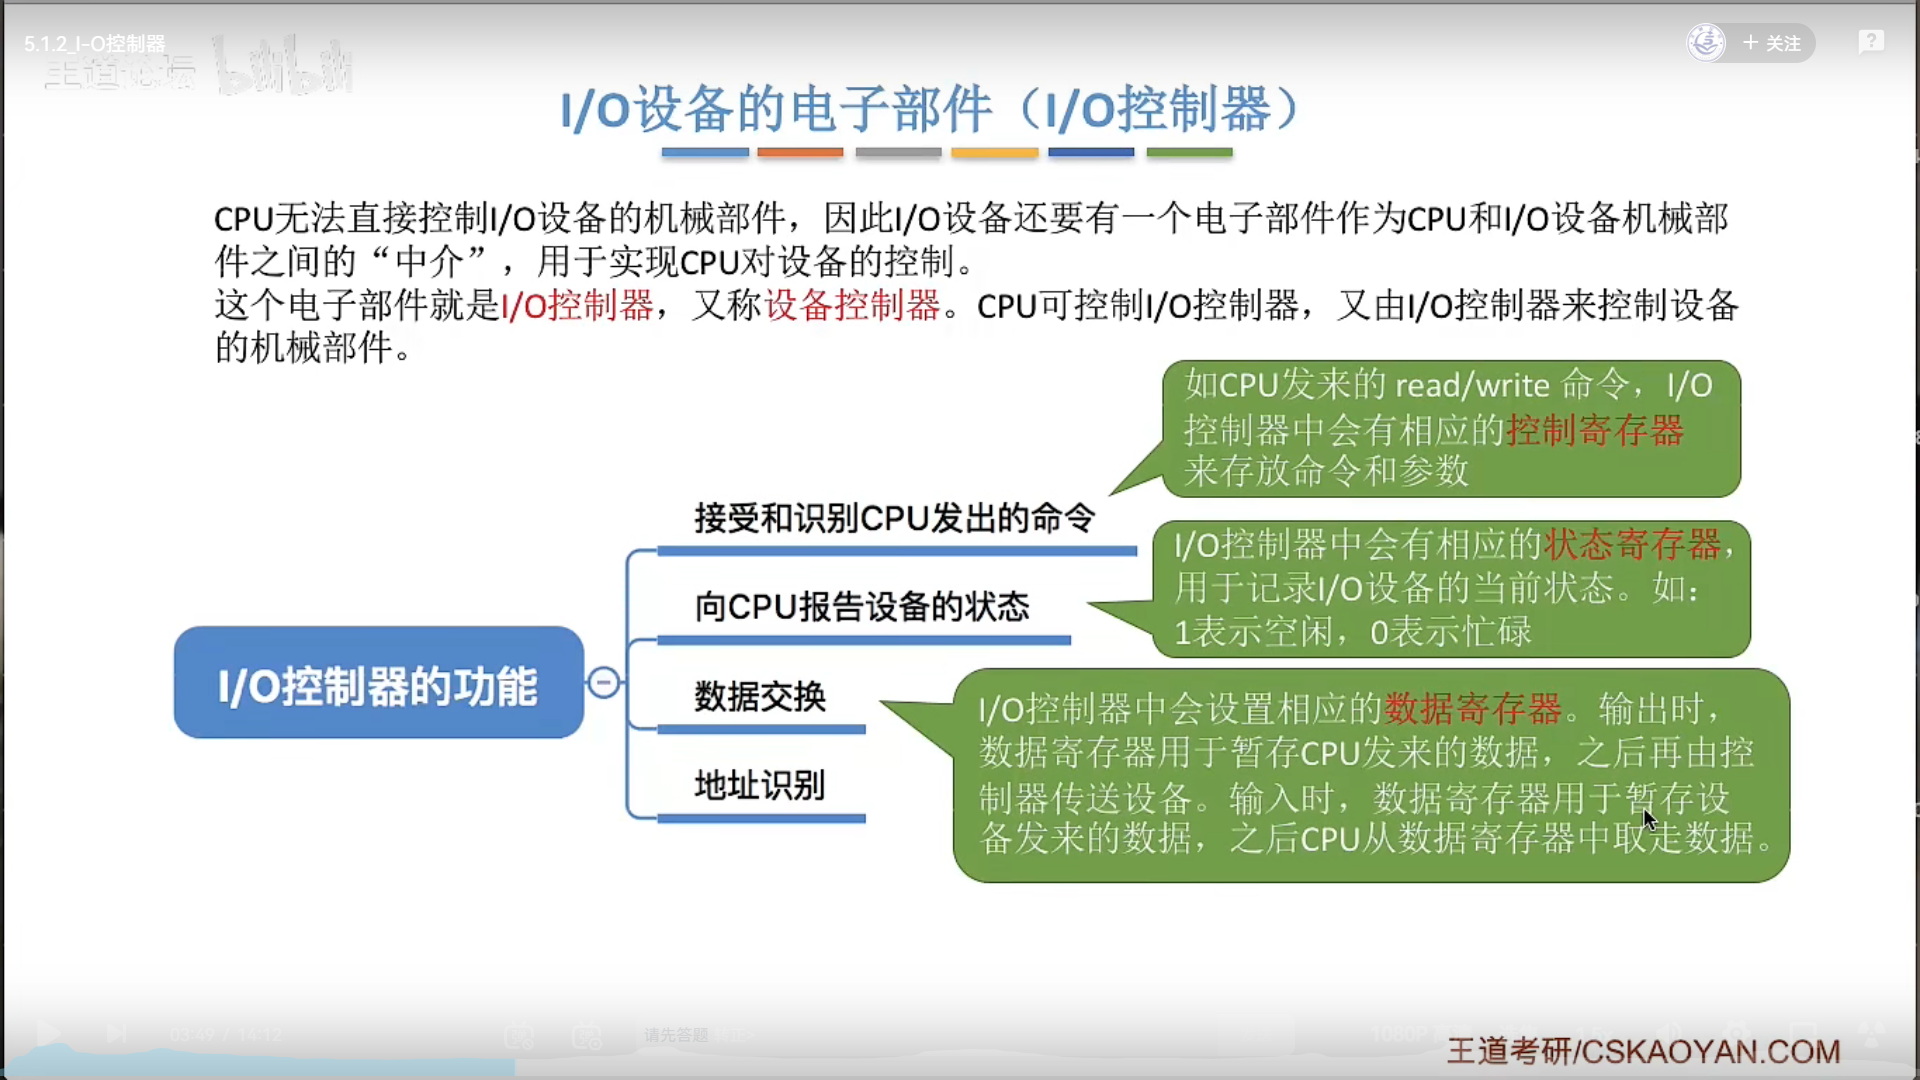 5.1.2_I-O控制器
王道论坛 bilibili
+ 关注
?
I/O设备的电子部件（I/O控制器）
CPU无法直接控制I/O设备的机械部件，因此I/O设备还要有一个电子部件作为CPU和I/O设备机械部
件之间的“中介”，用于实现CPU对设备的控制。
这个电子部件就是I/O控制器，又称设备控制器。CPU可控制I/O控制器，又由I/O控制器来控制设备
的机械部件。
如CPU发来的 read/write 命令，I/O
控制器中会有相应的控制寄存器
来存放命令和参数
接受和识别CPU发出的命令
I/O控制器中会有相应的状态寄存器，
用于记录I/O设备的当前状态。如：
1表示空闲，0表示忙碌
向CPU报告设备的状态
I/O控制器的功能
数据交换
I/O控制器中会设置相应的数据寄存器。输出时，
数据寄存器用于暂存CPU发来的数据，之后再由控
制器传送设备。输入时，数据寄存器用于暂存设
备发来的数据，之后CPU从数据寄存器中取走数据。
地址识别
03:49 / 14:12
请先答题
1080P
王道考研/CSKAOYAN.COM